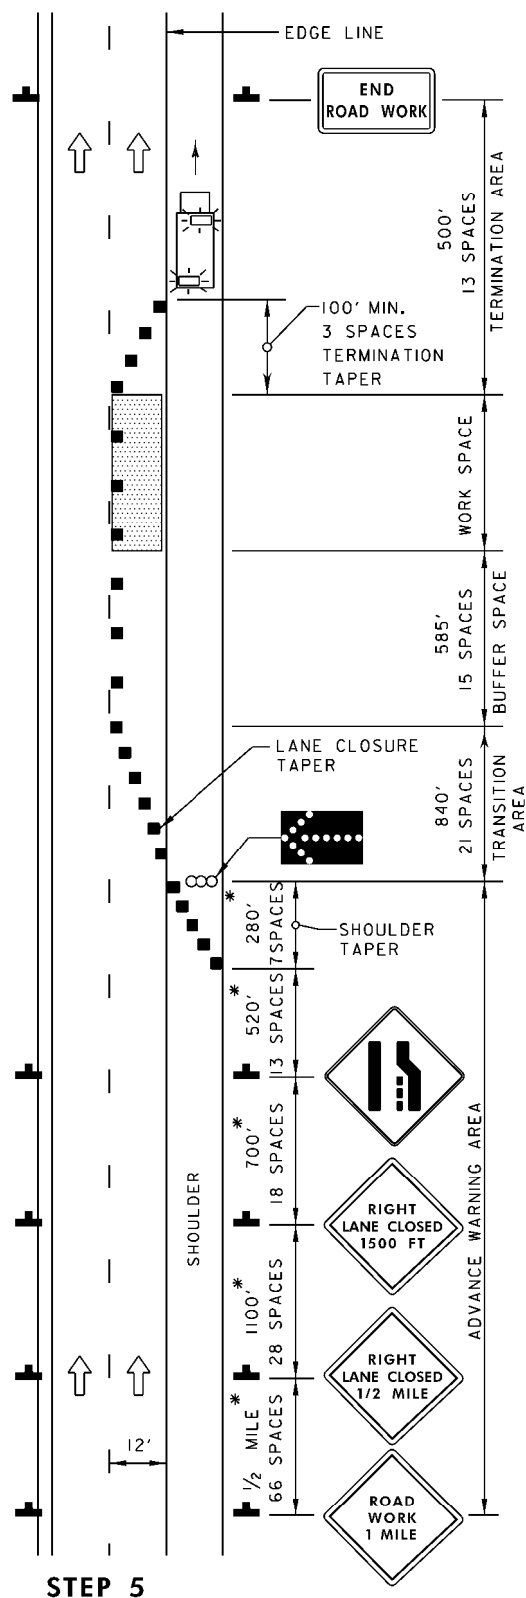 EDGE LINE
END
ROAD WORK
500'
13 SPACES
TERMINATION AREA
100' MIN.
3 SPACES
TERMINATION
TAPER
WORK SPACE
585'
15 SPACES
BUFFER SPACE
LANE CLOSURE
TAPER
840'
21 SPACES
TRANSITION
AREA
*
280'
7 SPACES
SHOULDER
TAPER
*
520'
13 SPACES
*
700'
18 SPACES
ADVANCE WARNING AREA
RIGHT
LANE CLOSED
1500 FT
SHOULDER
*
1100'
28 SPACES
RIGHT
LANE CLOSED
1/2 MILE
*
1/2 MILE
66 SPACES
12'
ROAD
WORK
1 MILE
STEP 5